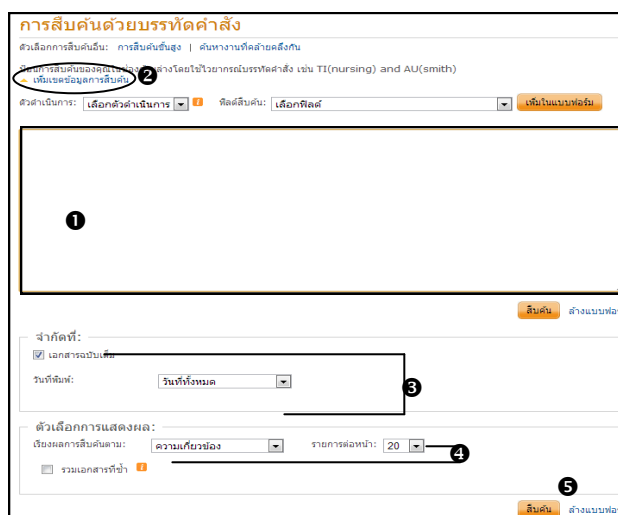 การสืบค้นด้วยบรรทัดคำสั่ง
ตัวเลือกการสืบค้นอื่น: การสืบค้นขั้นสูง | ค้นหางานที่คล้ายคลึงกัน
ป้อนการสืบค้นของคุณในช่องด้านล่างโดยใช้ไวยากรณ์บรรทัดคำสั่ง เช่น TI(nursing) and AU(smith)
เพิ่มเขตข้อมูลการสืบค้น ❷
ตัวดำเนินการ: เลือกตัวดำเนินการ i ฟิลด์สืบค้น: เลือกฟิลด์ เพิ่มในแบบฟอร์ม
❶
สืบค้น ล้างแบบฟอร์
จำกัดที่:
เอกสารฉบับเต็ม
วันที่พิมพ์: วันที่ทั้งหมด ❸
ตัวเลือกการแสดงผล:
เรียงผลการสืบค้นตาม: ความเกี่ยวข้อง รายการต่อหน้า: 20 ❹
รวมเอกสารที่ซ้ำ i
❺
สืบค้น ล้างแบบฟอร์